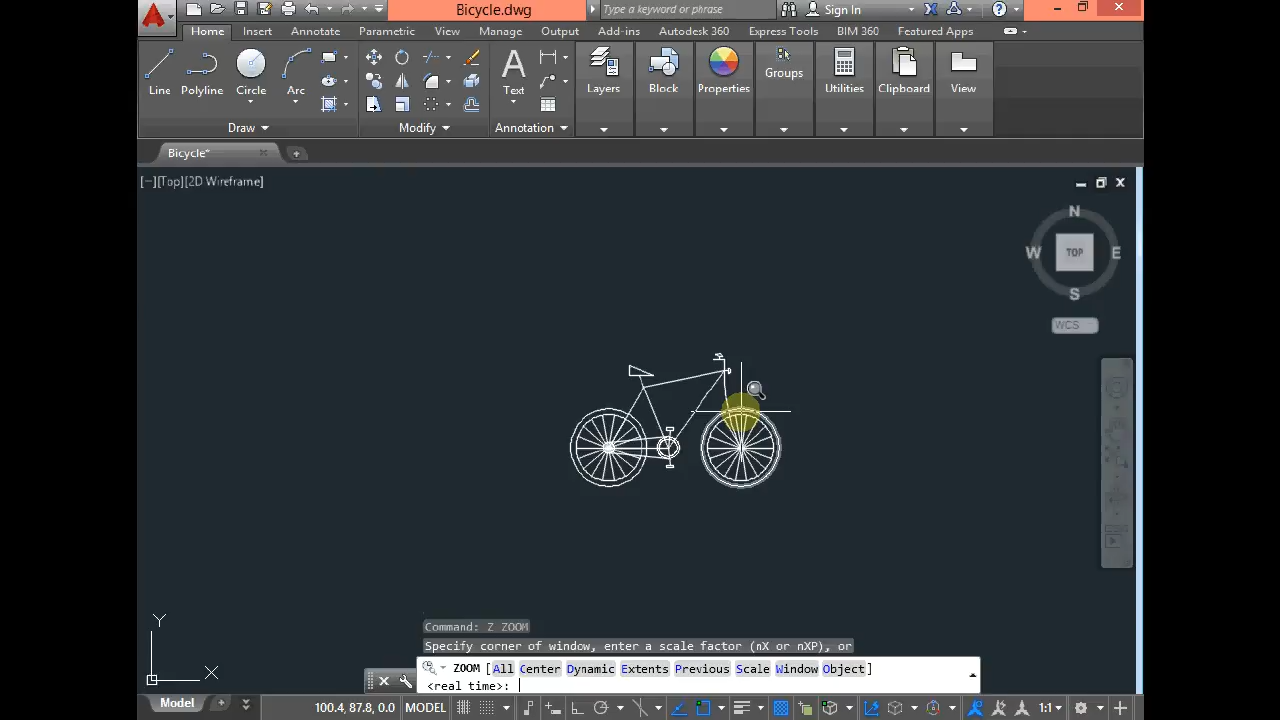 Bicycle.dwg
Type a keyword or phrase
Sign In
Home Insert Annotate Parametric View Manage Output Add-ins Autodesk 360 Express Tools BIM 360 Featured Apps
Line Polyline Circle Arc
Text
Layers Block Properties Groups Utilities Clipboard View
Draw Modify Annotation
Bicycle*
[−][Top][2D Wireframe]
N
W TOP E
S
WCS
Y
X
Command: Z ZOOM
Specify corner of window, enter a scale factor (nX or nXP), or
ZOOM [All Center Dynamic Extents Previous Scale Window Object]
<real time>:
Model 100.4, 87.8, 0.0 MODEL 1:1